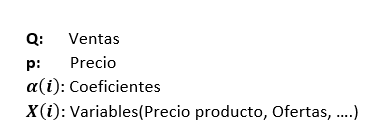 Q: Ventas
p: Precio
α(i): Coeficientes
X(i): Variables(Precio producto, Ofertas, ….)